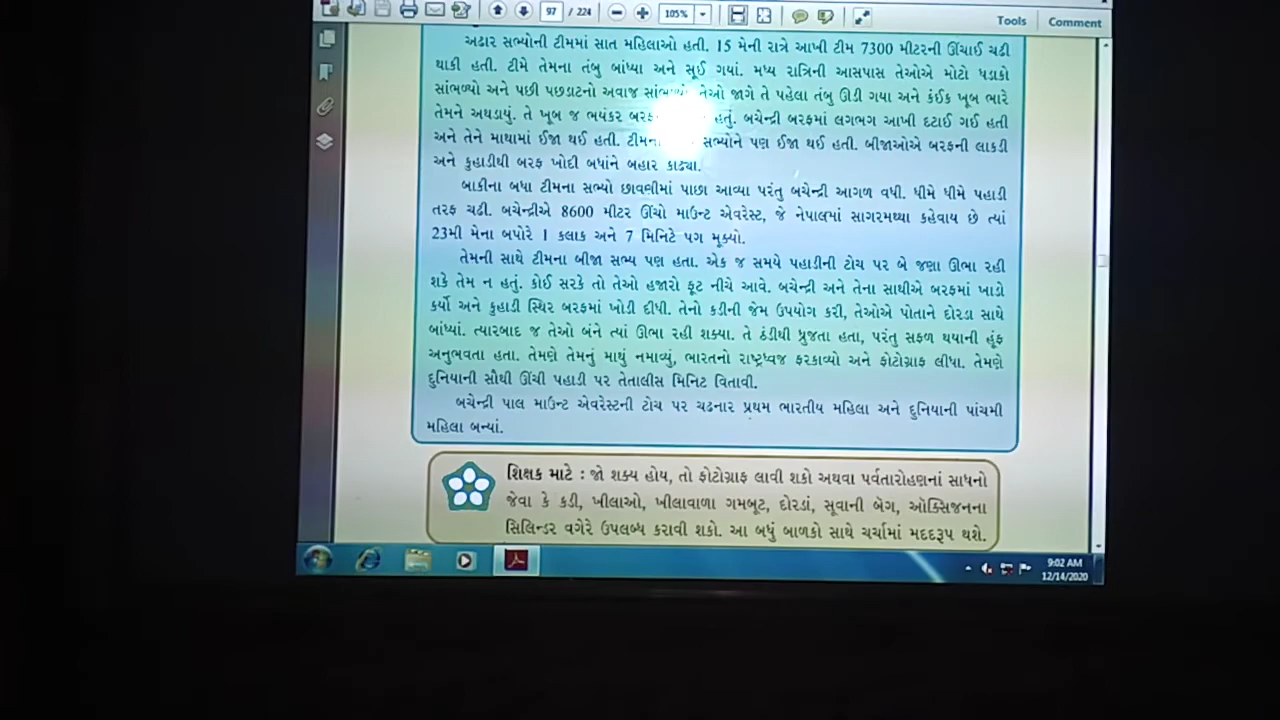 97 / 224
105%
Tools
Comment
અઢાર સભ્યોની ટીમમાં સાત મહિલાઓ હતી. 15 મેની રાત્રે આખી ટીમ 7300 મીટરની ઊંચાઈ ચઢી
થાકી હતી. ટીમે તેમના તંબુ બાંધ્યા અને સૂઈ ગયાં. મધ્ય રાત્રિની આસપાસ તેઓએ મોટો ધડાકો
સાંભળ્યો અને પછી પછડાટનો અવાજ તેઓ જાગે તે પહેલા તંબુ ઊડી ગયા અને કંઈક ખૂબ ભારે
તેમને અથડાયું. તે ખૂબ જ ભયંકર હતું. બચેન્દ્રી બરફમાં લગભગ આખી દટાઈ ગઈ હતી
અને તેને માથામાં ઈજા થઈ હતી. સભ્યોને પણ ઈજા થઈ હતી. બીજાઓએ બરફની લાકડી
અને કુહાડીથી બરફ ખોદી બધાંને બહાર કાઢ્યા.
બાકીના બધા ટીમના સભ્યો છાવણીમાં પાછા આવ્યા પરંતુ બચેન્દ્રી આગળ વધી. ધીમે ધીમે પહાડી
તરફ ચઢી. બચેન્દ્રીએ 8600 મીટર ઊંચો માઉન્ટ એવરેસ્ટ, જે નેપાલમાં સાગરમથ્થા કહેવાય છે ત્યાં
23મી મેના બપોરે 1 કલાક અને 7 મિનિટે પગ મૂક્યો.
તેમની સાથે ટીમના બીજા સભ્ય પણ હતા. એક જ સમયે પહાડીની ટોચ પર બે જણા ઊભા રહી
શકે તેમ ન હતું. કોઈ સરકે તો તેઓ હજારો ફૂટ નીચે આવે. બચેન્દ્રી અને તેના સાથીએ બરફમાં ખાડો
કર્યો અને કુહાડી સ્થિર બરફમાં ખોડી દીધી. તેનો કડીની જેમ ઉપયોગ કરી, તેઓએ પોતાને દોરડા સાથે
બાંધ્યાં. ત્યારબાદ જ તેઓ બંને ત્યાં ઊભા રહી શક્યા. તે ઠંડીથી ધ્રુજતા હતા, પરંતુ સફળ થયાની હૂંફ
અનુભવતા હતા. તેમણે તેમનું માથું નમાવ્યું, ભારતનો રાષ્ટ્રધ્વજ ફરકાવ્યો અને ફોટોગ્રાફ લીધા. તેમણે
દુનિયાની સૌથી ઊંચી પહાડી પર તેતાલીસ મિનિટ વિતાવી.
બચેન્દ્રી પાલ માઉન્ટ એવરેસ્ટની ટોચ પર ચઢનાર પ્રથમ ભારતીય મહિલા અને દુનિયાની પાંચમી
મહિલા બન્યાં.
શિક્ષક માટે : જો શક્ય હોય, તો ફોટોગ્રાફ લાવી શકો અથવા પર્વતારોહણનાં સાધનો
જેવા કે કડી, ખીલાઓ, ખીલાવાળા ગમબૂટ, દોરડાં, સૂવાની બૅગ, ઑક્સિજનના
સિલિન્ડર વગેરે ઉપલબ્ધ કરાવી શકો. આ બધું બાળકો સાથે ચર્ચામાં મદદરૂપ થશે.
9:02 AM
12/14/2020